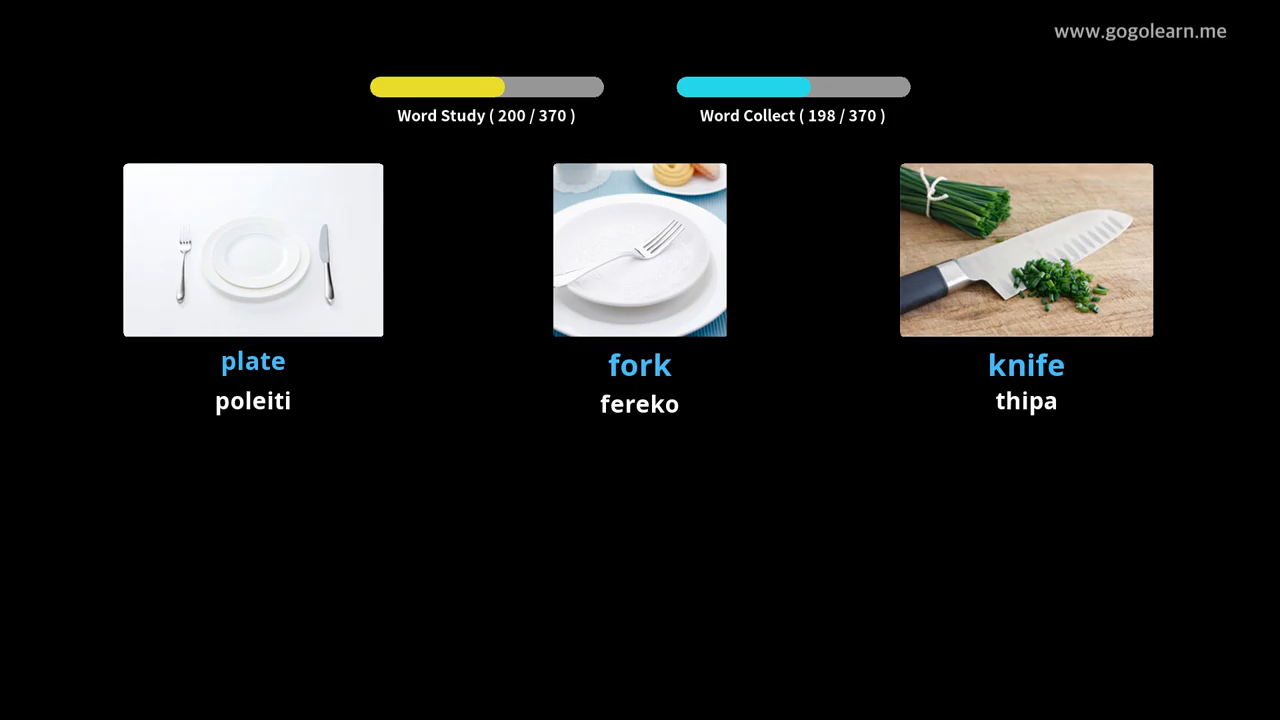 www.gogolearn.me
Word Study ( 200 / 370 )
Word Collect ( 198 / 370 )
plate
fork
knife
poleiti
fereko
thipa